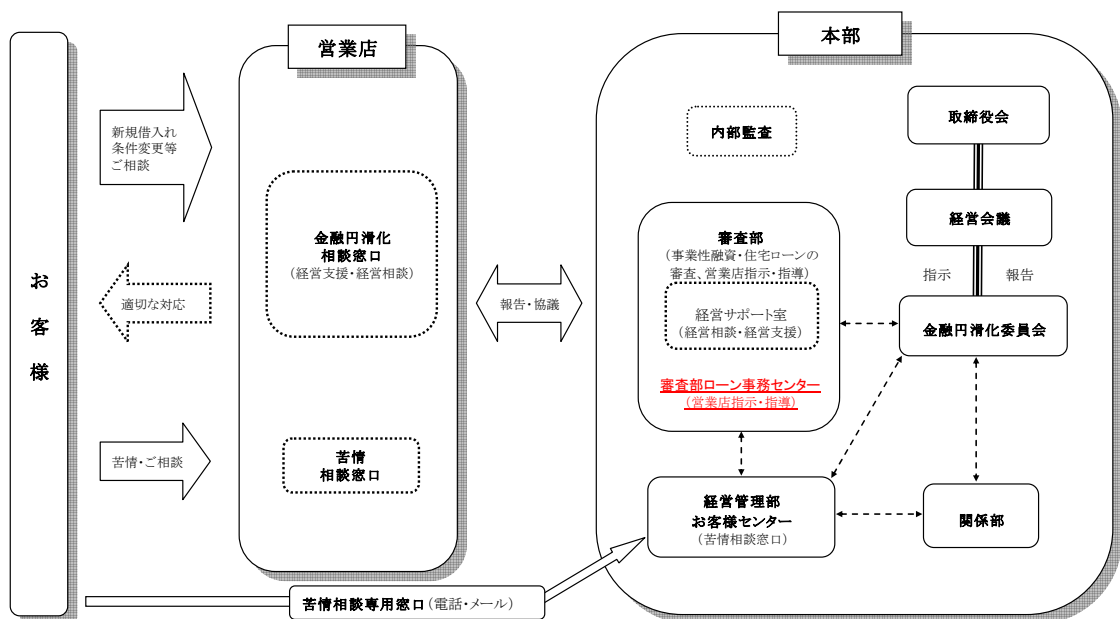 お客様
新規借入れ
条件変更等
ご相談
適切な対応
苦情・ご相談
営業店
金融円滑化
相談窓口
(経営支援・経営相談)
苦情
相談窓口
報告・協議
本部
内部監査
取締役会
経営会議
指示 報告
金融円滑化委員会
審査部
(事業性融資・住宅ローンの
審査、営業店指示・指導)
経営サポート室
(経営相談・経営支援)
審査部ローン事務センター
(営業店指示・指導)
経営管理部
お客様センター
(苦情相談窓口)
関係部
苦情相談専用窓口(電話・メール)